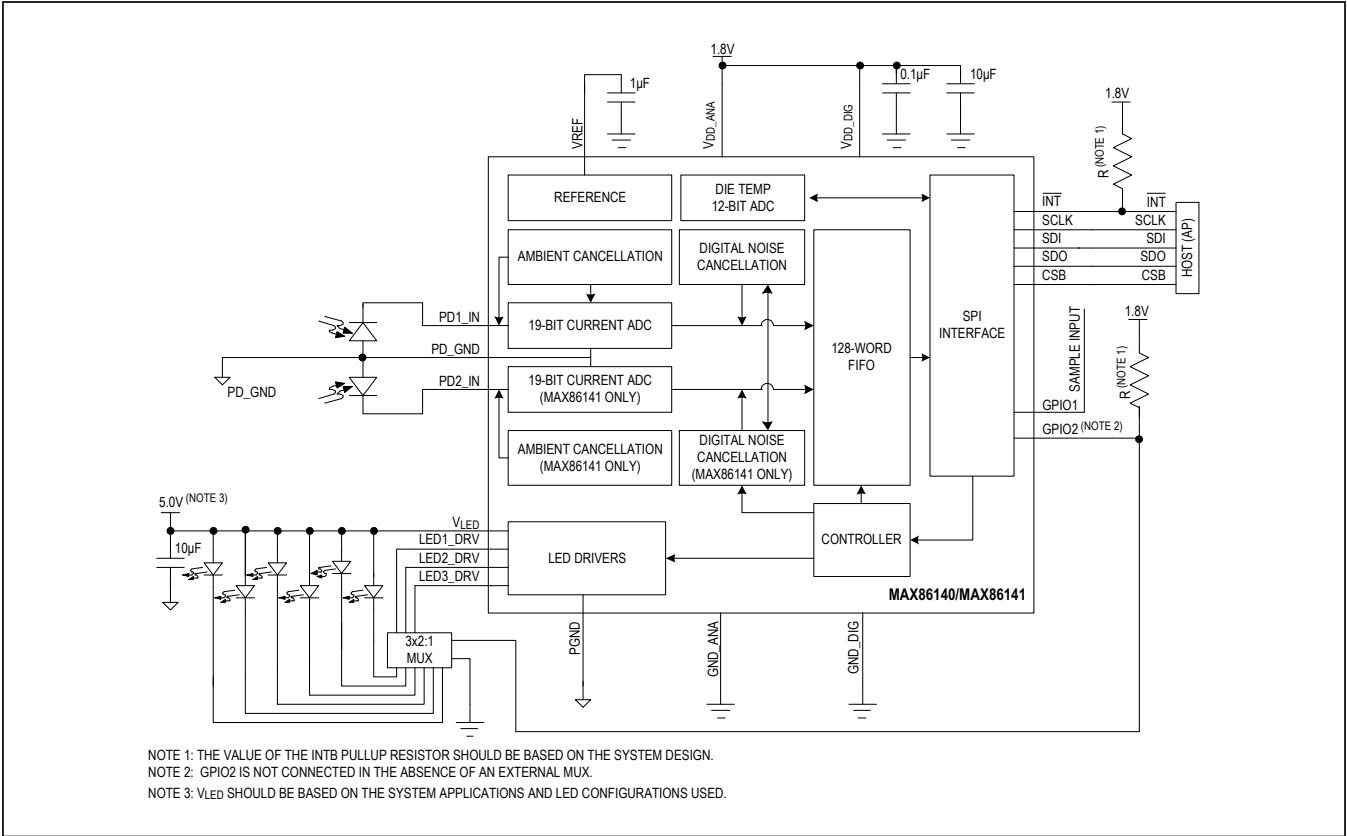 1.8V
1µF
0.1µF
10µF
VREF
VDD_ANA
VDD_DIG
1.8V
R (NOTE 1)
REFERENCE
DIE TEMP
12-BIT ADC
INT
INT
SCLK
SCLK
SDI
SDI
SDO
SDO
CSB
CSB
HOST (AP)
AMBIENT CANCELLATION
DIGITAL NOISE
CANCELLATION
PD1_IN
19-BIT CURRENT ADC
PD_GND
128-WORD
FIFO
SPI
INTERFACE
1.8V
SAMPLE INPUT
R (NOTE 1)
PD_GND
PD2_IN
19-BIT CURRENT ADC
(MAX86141 ONLY)
GPIO1
GPIO2 (NOTE 2)
AMBIENT CANCELLATION
(MAX86141 ONLY)
DIGITAL NOISE
CANCELLATION
(MAX86141 ONLY)
5.0V (NOTE 3)
10µF
VLED
LED1_DRV
LED2_DRV
LED3_DRV
LED DRIVERS
CONTROLLER
MAX86140/MAX86141
3x2:1
MUX
PGND
GND_ANA
GND_DIG
NOTE 1: THE VALUE OF THE INTB PULLUP RESISTOR SHOULD BE BASED ON THE SYSTEM DESIGN.
NOTE 2: GPIO2 IS NOT CONNECTED IN THE ABSENCE OF AN EXTERNAL MUX.
NOTE 3: VLED SHOULD BE BASED ON THE SYSTEM APPLICATIONS AND LED CONFIGURATIONS USED.